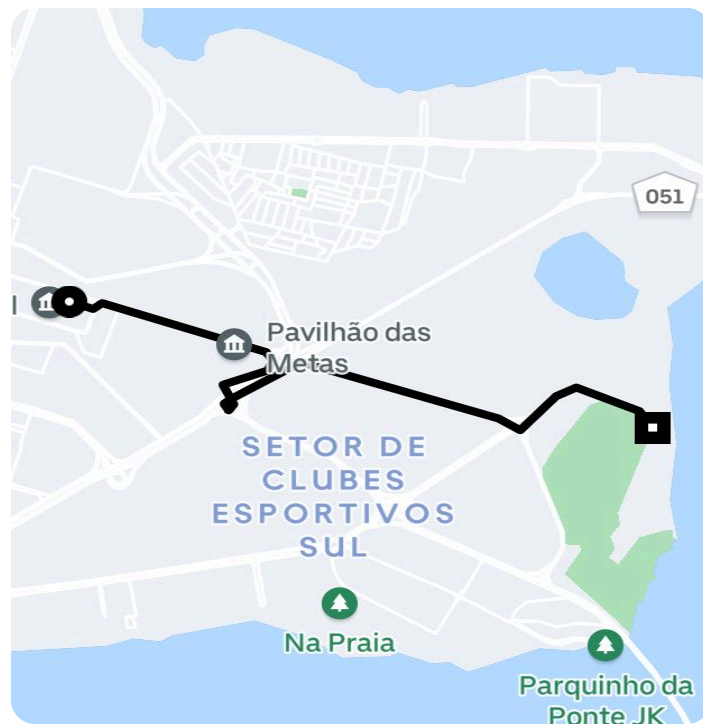 051
l
Pavilhão das
Metas
SETOR DE
CLUBES
ESPORTIVOS
SUL
Na Praia
Parquinho da
Ponte JK